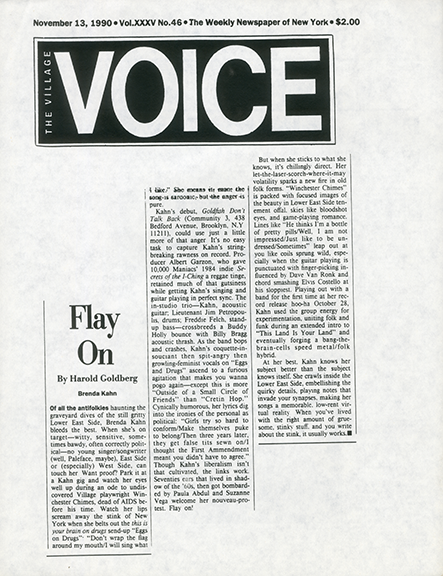 November 13, 1990 • Vol.XXXV No.46 • The Weekly Newspaper of New York • $2.00
THE VILLAGE
VOICE
Flay
On
By Harold Goldberg
Brenda Kahn
Of all the antifolkies haunting the
graveyard dives of the still gritty
Lower East Side, Brenda Kahn
bleeds the best. When she's on
target—witty, sensitive, some-
times bawdy, often correctly politi-
cal—no young singer/songwriter
(well, Paleface, maybe), East Side
or (especially) West Side, can
touch her. Want proof? Park it at
a Kahn gig and watch her eyes
well up during an ode to undis-
covered Village playwright Win-
chester Chimes, dead of AIDS be-
fore his time. Watch her lips
scream away the stink of New
York when she belts out the this is
your brain on drugs send-up "Eggs
on Drugs": "Don't wrap the flag
around my mouth/I will sing what
I like." She means to make the
song is sarcastic, but the anger is
pure.
Kahn's debut, Goldfish Don't
Talk Back (Community 3, 438
Bedford Avenue, Brooklyn, N.Y
11211), could use just a little
more of that anger. It's no easy
task to capture Kahn's string-
breaking rawness on record. Pro-
ducer Albert Garzon, who gave
10,000 Maniacs' 1984 indie Se-
crets of the I-Ching a reggae tinge,
retained much of that gutsiness
while getting Kahn's singing and
guitar playing in perfect sync. The
in-studio trio—Kahn, acoustic
guitar; Lieutenant Jim Petropou-
los, drums; Freddie Felch, stand-
up bass—crossbreeds a Buddy
Holly bounce with Billy Bragg
acoustic thrash. As the band bops
and crashes, Kahn's coquette-in-
souciant then spit-angry then
growling-feminist vocals on "Eggs
and Drugs" ascend to a furious
agitation that makes you wanna
pogo again—except this is more
"Outside of a Small Circle of
Friends" than "Cretin Hop."
Cynically humorous, her lyrics dig
into the ironies of the personal as
political: "Girls try so hard to
conform/Make themselves puke
to belong/Then three years later,
they get false tits sewn on/I
thought the First Ammendment
meant you didn't have to agree."
Though Kahn's liberalism isn't
that cultivated, the links work.
Seventies ears that lived in shad-
ow of the '60s, then got bombard-
ed by Paula Abdul and Suzanne
Vega welcome her nouveau-pro-
test. Flay on!
But when she sticks to what she
knows, it's chillingly direct. Her
let-the-laser-scorch-where-it-may
volatility sparks a new fire in old
folk forms. "Winchester Chimes"
is packed with focused images of
the beauty in Lower East Side ten-
ement offal, skies like bloodshot
eyes, and game-playing romance.
Lines like "He thinks I'm a bottle
of pretty pills/Well, I am not
impressed/Just like to be un-
dressed/Sometimes" leap out at
you like coils sprung wild, espe-
cially when the guitar playing is
punctuated with finger-picking in-
fluenced by Dave Van Ronk and
chord smashing Elvis Costello at
his sloppiest. Playing out with a
band for the first time at her rec-
ord release hoo-ha October 28,
Kahn used the group energy for
experimentation, uniting folk and
funk during an extended intro to
"This Land Is Your Land" and
eventually forging a bang-the-
brain-cells speed metal/folk
hybrid.
At her best, Kahn knows her
subject better than the subject
knows itself. She crawls inside the
Lower East Side, embellishing the
quirky details, playing notes that
invade your synapses, making her
songs a memorable, low-rent vir-
tual reality. When you've lived
with the right amount of grue-
some, stinky stuff, and you write
about the stink, it usually works.